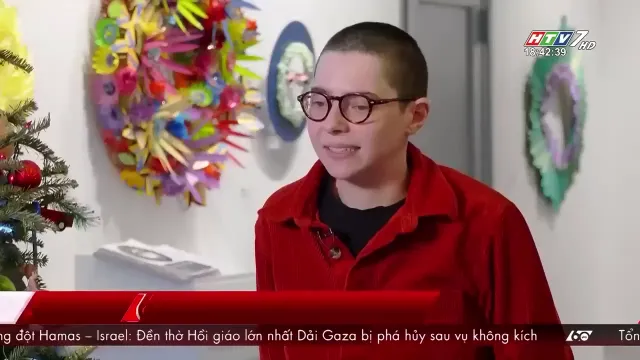 HTV7 HD
18:42:39
ng đột Hamas – Israel: Đền thờ Hồi giáo lớn nhất Dải Gaza bị phá hủy sau vụ không kích 60 Tổn